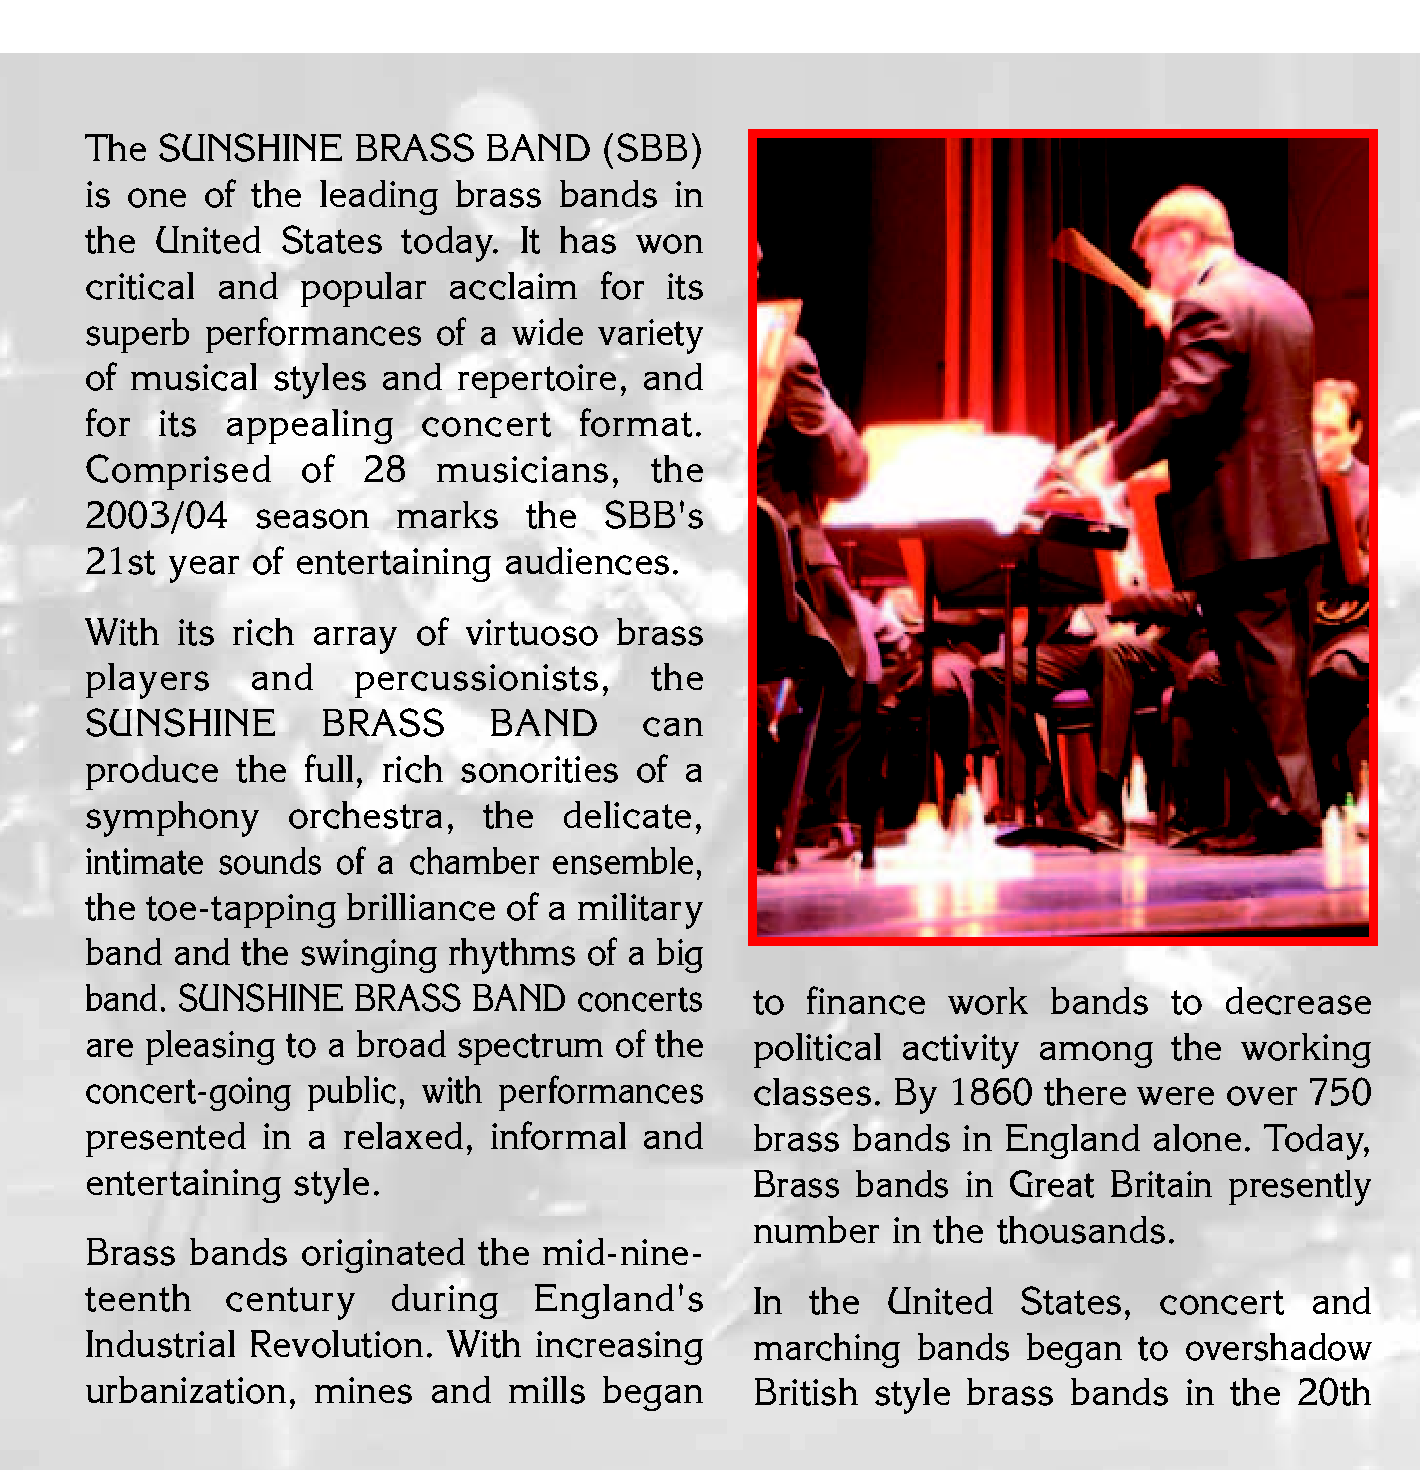 The SUNSHINE BRASS BAND (SBB)
is one of the leading brass bands in
the United States today. It has won
critical and popular acclaim for its
superb performances of a wide variety
of musical styles and repertoire, and
for its appealing concert format.
Comprised of 28 musicians, the
2003/04 season marks the SBB's
21st year of entertaining audiences.
With its rich array of virtuoso brass
players and percussionists, the
SUNSHINE BRASS BAND can
produce the full, rich sonorities of a
symphony orchestra, the delicate,
intimate sounds of a chamber ensemble,
the toe-tapping brilliance of a military
band and the swinging rhythms of a big
band. SUNSHINE BRASS BAND concerts
are pleasing to a broad spectrum of the
concert-going public, with performances
presented in a relaxed, informal and
entertaining style.
Brass bands originated the mid-nine-
teenth century during England's
Industrial Revolution. With increasing
urbanization, mines and mills began
to finance work bands to decrease
political activity among the working
classes. By 1860 there were over 750
brass bands in England alone. Today,
Brass bands in Great Britain presently
number in the thousands.
In the United States, concert and
marching bands began to overshadow
British style brass bands in the 20th